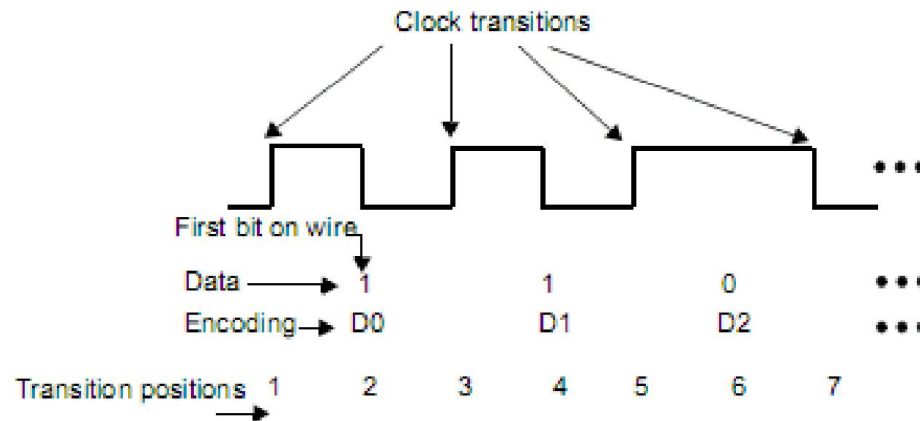 Clock transitions
First bit on wire
Data 1 1 0
Encoding D0 D1 D2
Transition positions 1 2 3 4 5 6 7